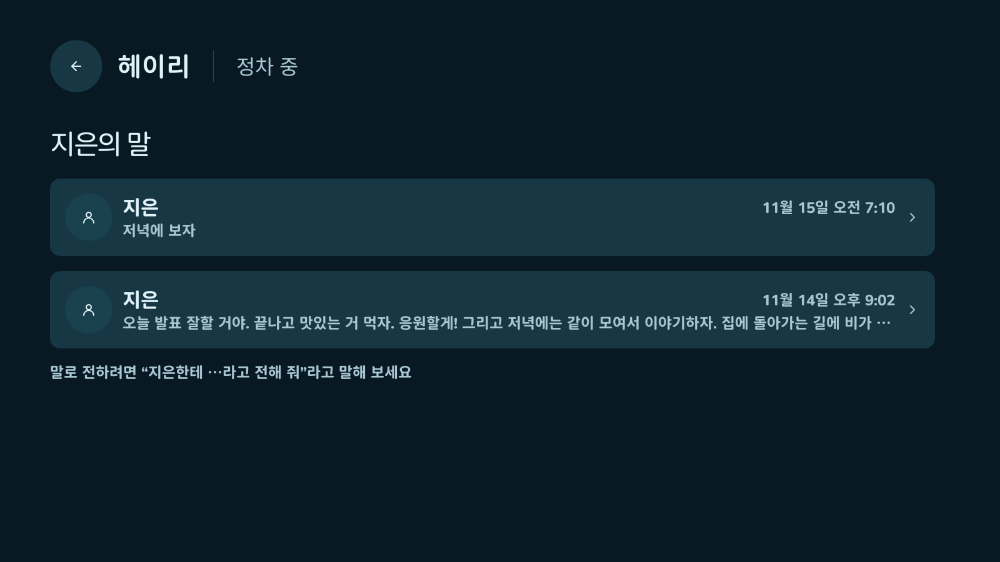 헤이리
정차 중
지은의 말
지은
11월 15일 오전 7:10
저녁에 보자
지은
11월 14일 오후 9:02
오늘 발표 잘할 거야. 끝나고 맛있는 거 먹자. 응원할게! 그리고 저녁에는 같이 모여서 이야기하자. 집에 돌아가는 길에 비가 …
말로 전하려면 “지은한테 …라고 전해 줘”라고 말해 보세요